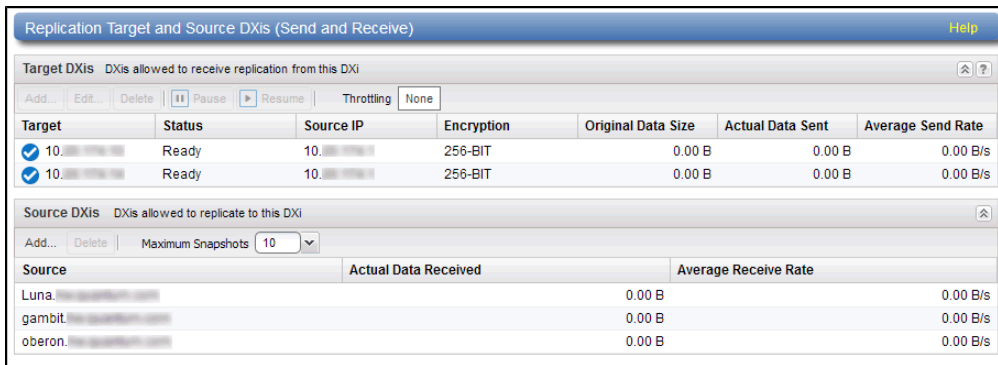 Replication Target and Source DXis (Send and Receive) Help
Target DXis DXis allowed to receive replication from this DXi ?
Add... Edit... Delete Pause Resume Throttling None
Target Status Source IP Encryption Original Data Size Actual Data Sent Average Send Rate
10. Ready 10. 256-BIT 0.00 B 0.00 B 0.00 B/s
10. Ready 10. 256-BIT 0.00 B 0.00 B 0.00 B/s
Source DXis DXis allowed to replicate to this DXi
Add... Delete Maximum Snapshots 10
Source Actual Data Received Average Receive Rate
Luna. 0.00 B 0.00 B/s
gambit. 0.00 B 0.00 B/s
oberon. 0.00 B 0.00 B/s